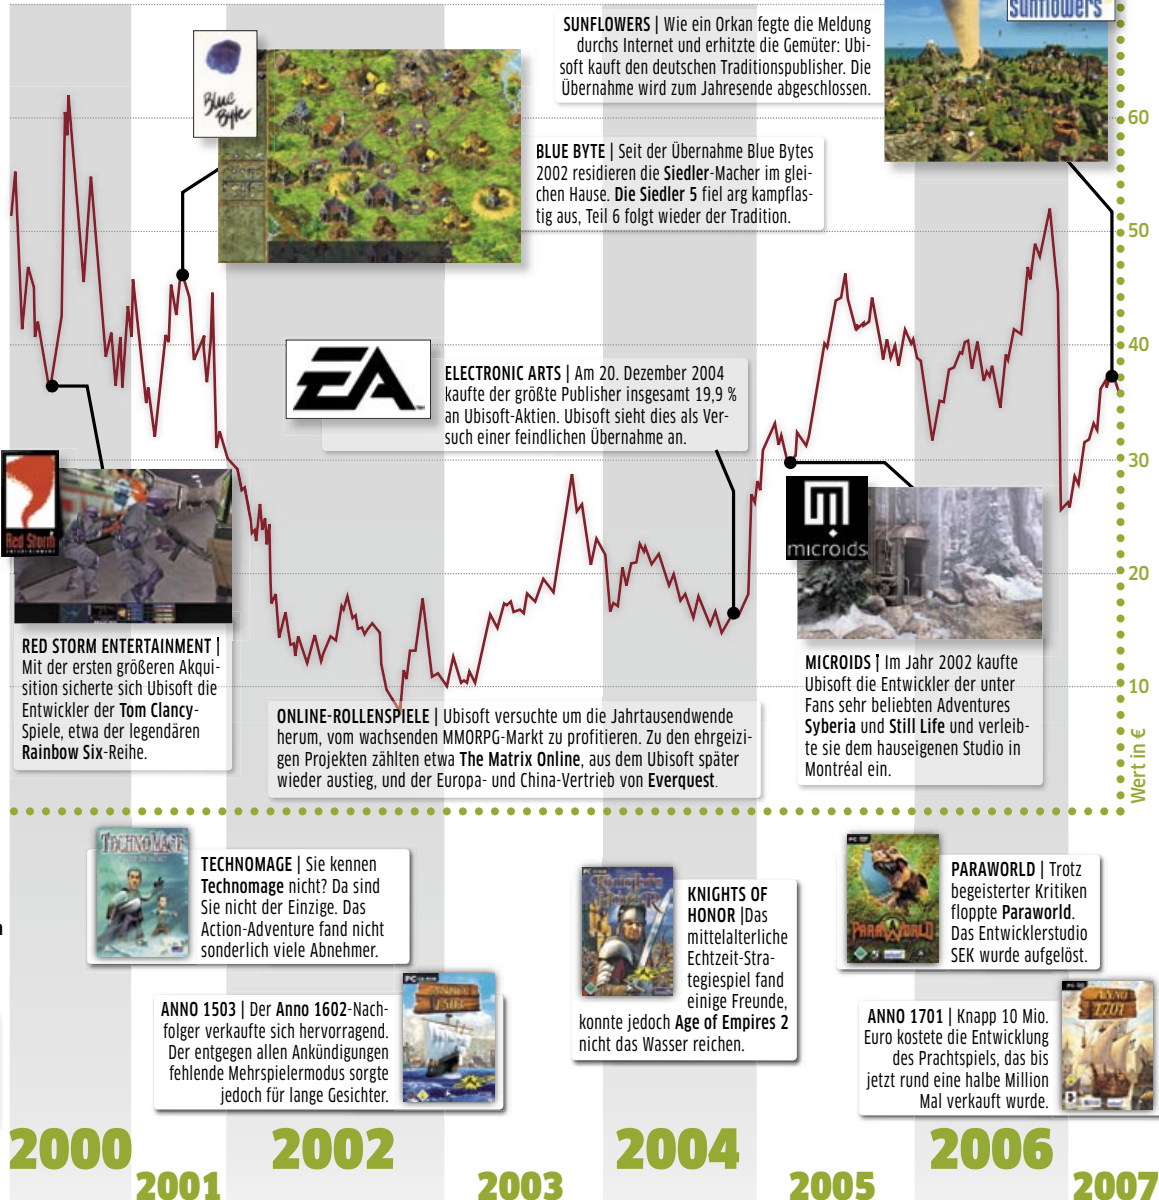 SUNFLOWERS | Wie ein Orkan fegte die Meldung
durchs Internet und erhitzte die Gemüter: Ubi-
soft kauft den deutschen Traditionspublisher. Die
Übernahme wird zum Jahresende abgeschlossen.
sunflowers
Blue
Byte
BLUE BYTE | Seit der Übernahme Blue Bytes
2002 residieren die Siedler-Macher im glei-
chen Hause. Die Siedler 5 fiel arg kampflas-
tig aus, Teil 6 folgt wieder der Tradition.
60
50
40
30
20
10
Wert in €
EA
ELECTRONIC ARTS | Am 20. Dezember 2004
kaufte der größte Publisher insgesamt 19,9 %
an Ubisoft-Aktien. Ubisoft sieht dies als Ver-
such einer feindlichen Übernahme an.
Red Storm
ENTERTAINMENT
RED STORM ENTERTAINMENT |
Mit der ersten größeren Akqui-
sition sicherte sich Ubisoft die
Entwickler der Tom Clancy-
Spiele, etwa der legendären
Rainbow Six-Reihe.
microids
MICROIDS | Im Jahr 2002 kaufte
Ubisoft die Entwickler der unter
Fans sehr beliebten Adventures
Syberia und Still Life und verleib-
te sie dem hauseigenen Studio in
Montréal ein.
ONLINE-ROLLENSPIELE | Ubisoft versuchte um die Jahrtausendwende
herum, vom wachsenden MMORPG-Markt zu profitieren. Zu den ehrgeizi-
gen Projekten zählten etwa The Matrix Online, aus dem Ubisoft später
wieder austieg, und der Europa- und China-Vertrieb von Everquest.
TECHNOMAGE
TECHNOMAGE | Sie kennen
Technomage nicht? Da sind
Sie nicht der Einzige. Das
Action-Adventure fand nicht
sonderlich viele Abnehmer.
ANNO 1503 | Der Anno 1602-Nach-
folger verkaufte sich hervorragend.
Der entgegen allen Ankündigungen
fehlende Mehrspielermodus sorgte
jedoch für lange Gesichter.
PC CD-ROM
ANNO
1503
Knights
Honor
KNIGHTS OF
HONOR |Das
mittelalterliche
Echtzeit-Stra-
tegiespiel fand
einige Freunde,
konnte jedoch Age of Empires 2
nicht das Wasser reichen.
PARAWORLD
PARAWORLD | Trotz
begeisterter Kritiken
floppte Paraworld.
Das Entwicklerstudio
SEK wurde aufgelöst.
ANNO 1701 | Knapp 10 Mio.
Euro kostete die Entwicklung
des Prachtspiels, das bis
jetzt rund eine halbe Million
Mal verkauft wurde.
ANNO
1701
2000
2001
2002
2003
2004
2005
2006
2007